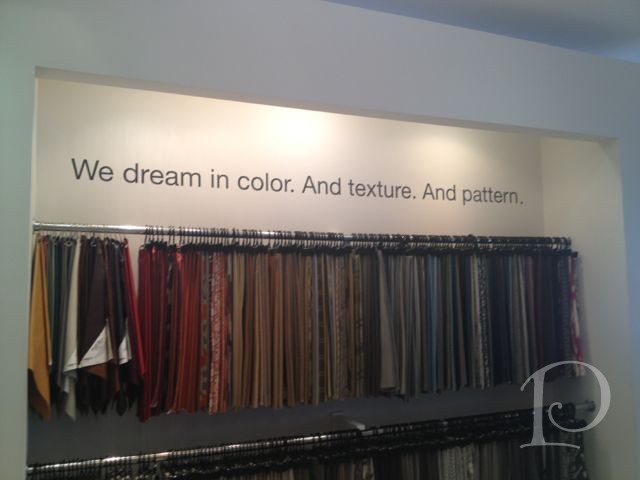 We dream in color. And texture. And pattern.
P